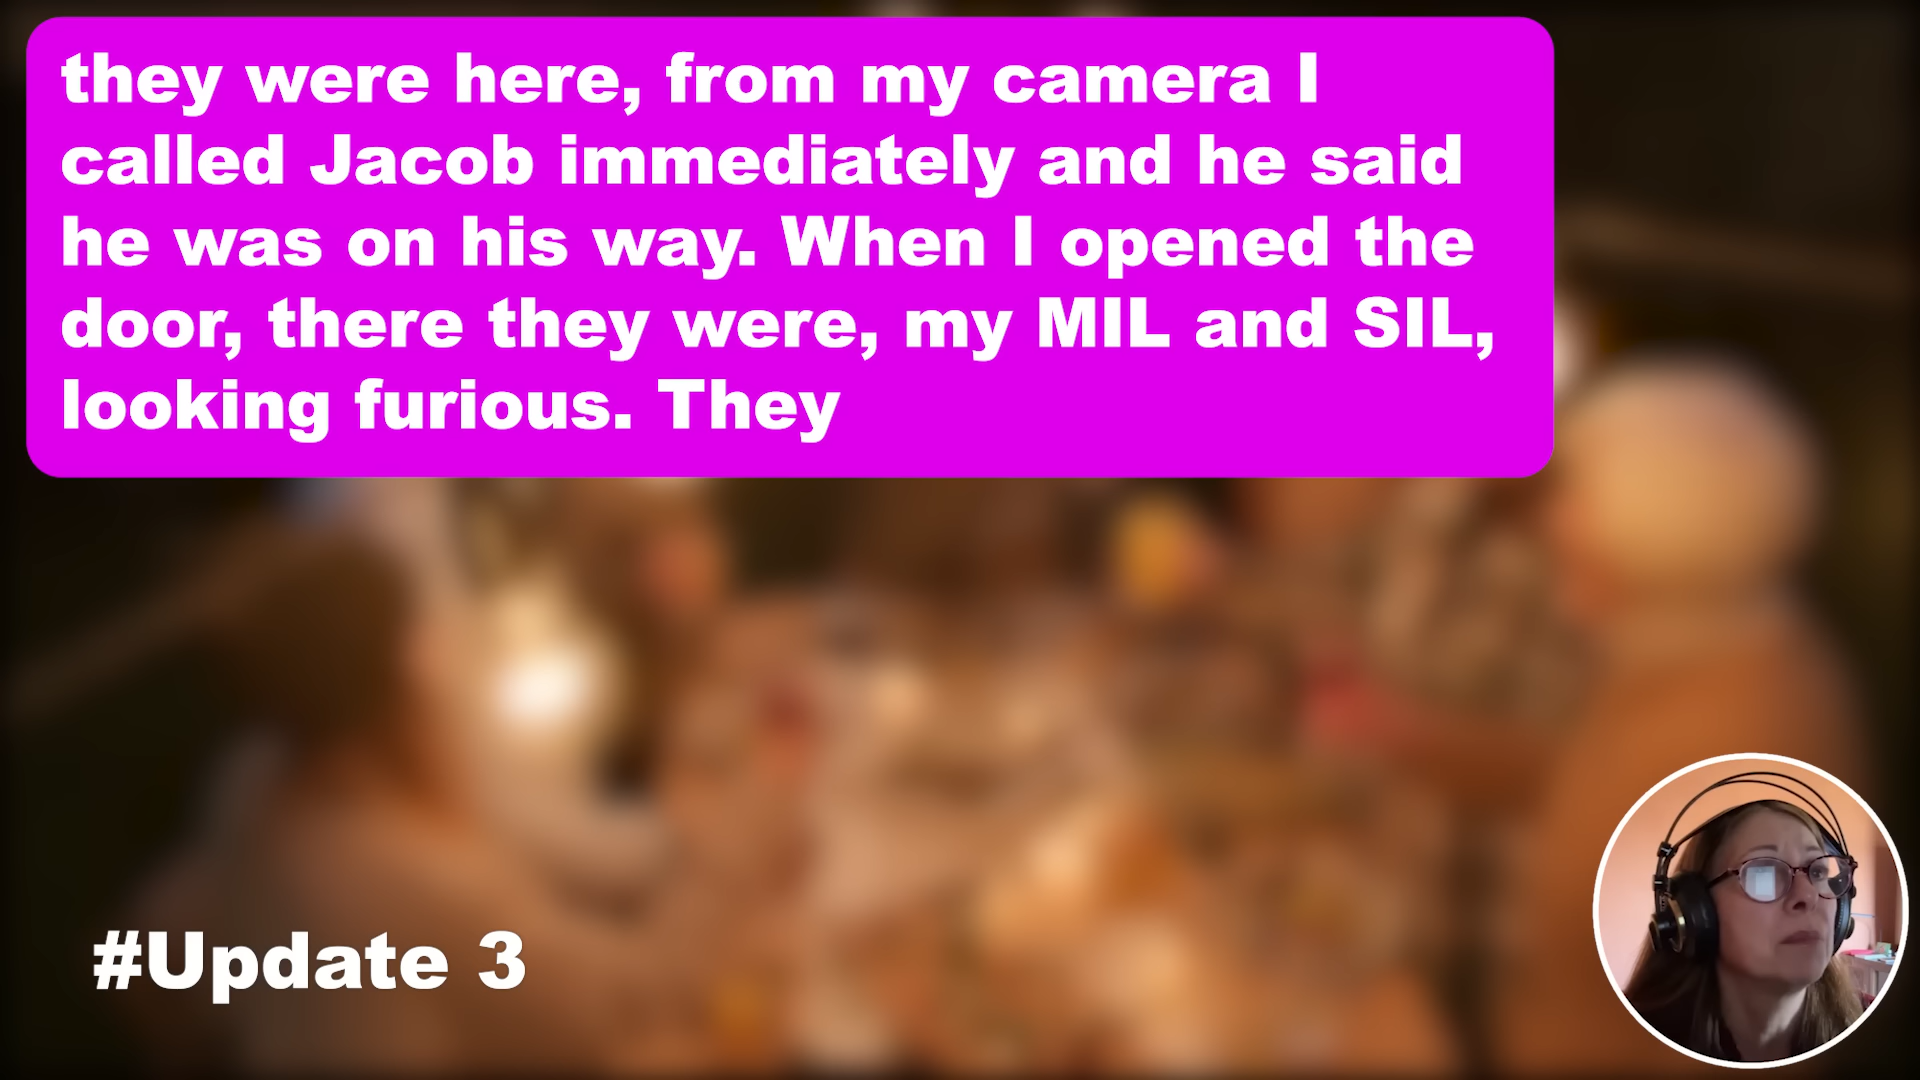 they were here, from my camera I
called Jacob immediately and he said
he was on his way. When I opened the
door, there they were, my MIL and SIL,
looking furious. They
#Update 3